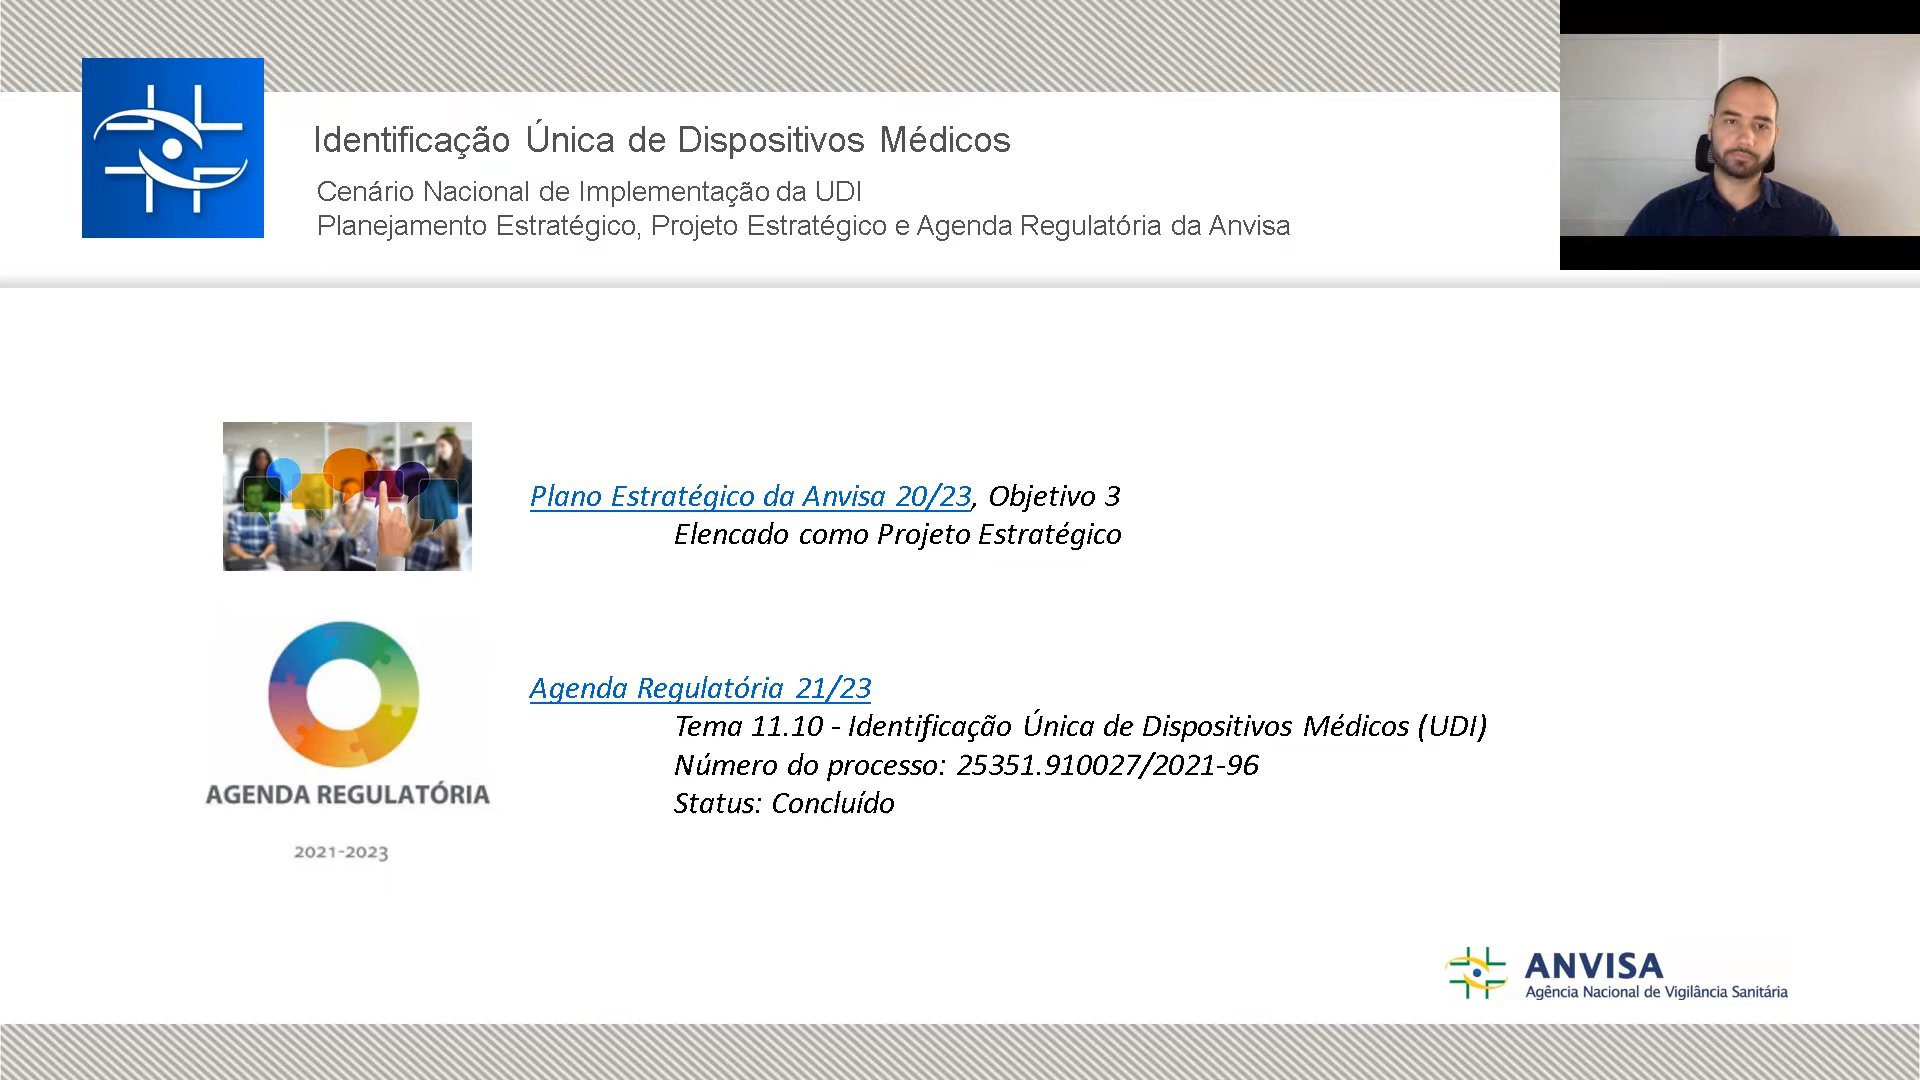 Identificação Única de Dispositivos Médicos
Cenário Nacional de Implementação da UDI
Planejamento Estratégico, Projeto Estratégico e Agenda Regulatória da Anvisa
Plano Estratégico da Anvisa 20/23, Objetivo 3
Elencado como Projeto Estratégico
Agenda Regulatória 21/23
Tema 11.10 - Identificação Única de Dispositivos Médicos (UDI)
Número do processo: 25351.910027/2021-96
Status: Concluído
AGENDA REGULATÓRIA
2021-2023
ANVISA
Agência Nacional de Vigilância Sanitária